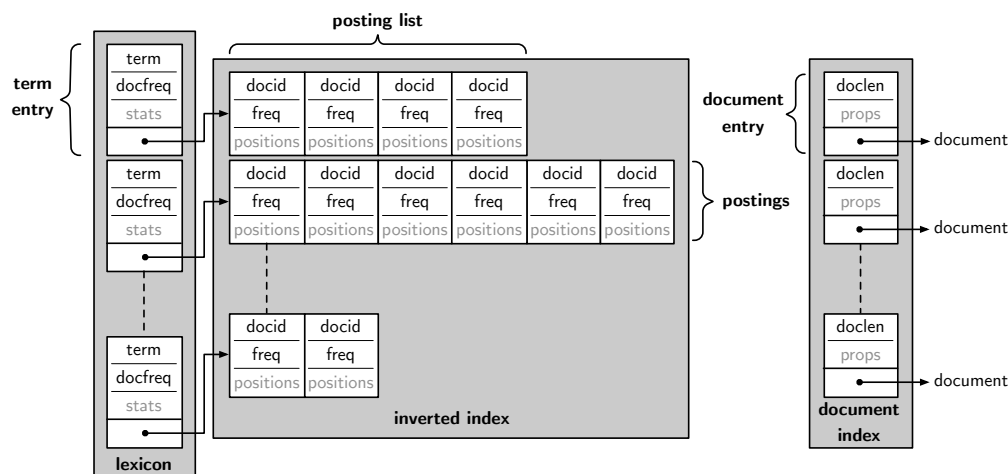 posting list
term
entry
term
docfreq
stats
term
docfreq
stats
term
docfreq
stats
lexicon
docid docid docid docid
freq freq freq freq
positions positions positions positions
docid docid docid docid docid docid
freq freq freq freq freq freq
positions positions positions positions positions positions
postings
docid docid
freq freq
positions positions
inverted index
document
entry
doclen
props
document
doclen
props
document
doclen
props
document
document
index